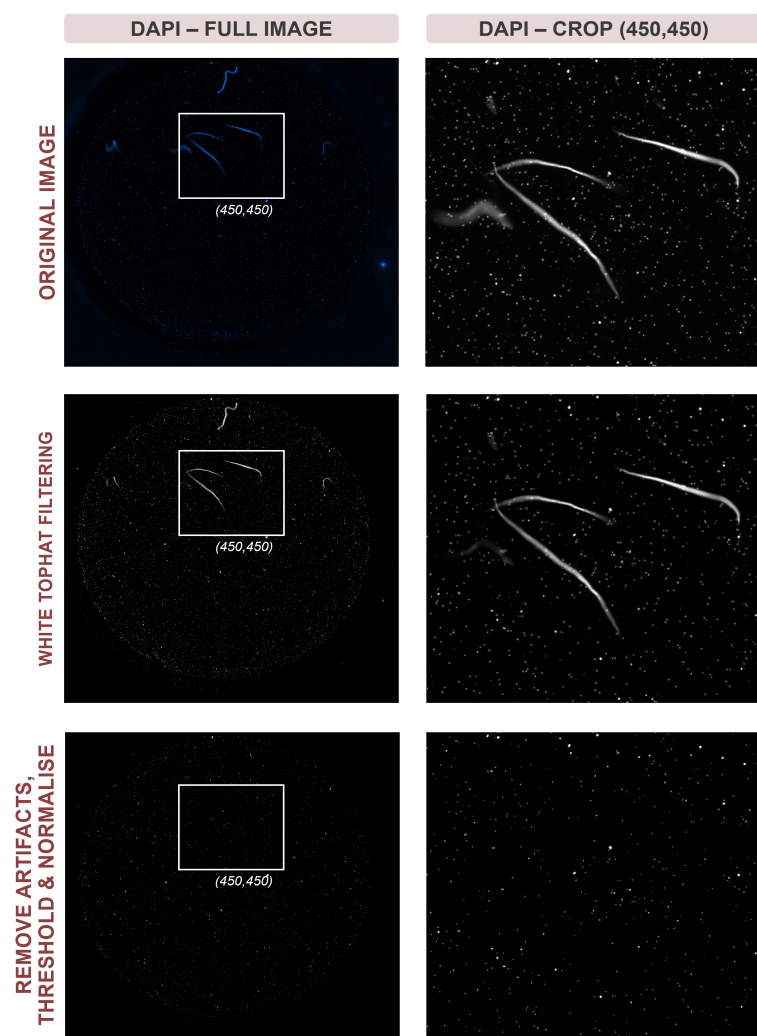 DAPI – FULL IMAGE
DAPI – CROP (450,450)
ORIGINAL IMAGE
(450,450)
WHITE TOPHAT FILTERING
(450,450)
REMOVE ARTIFACTS,
THRESHOLD & NORMALISE
(450,450)